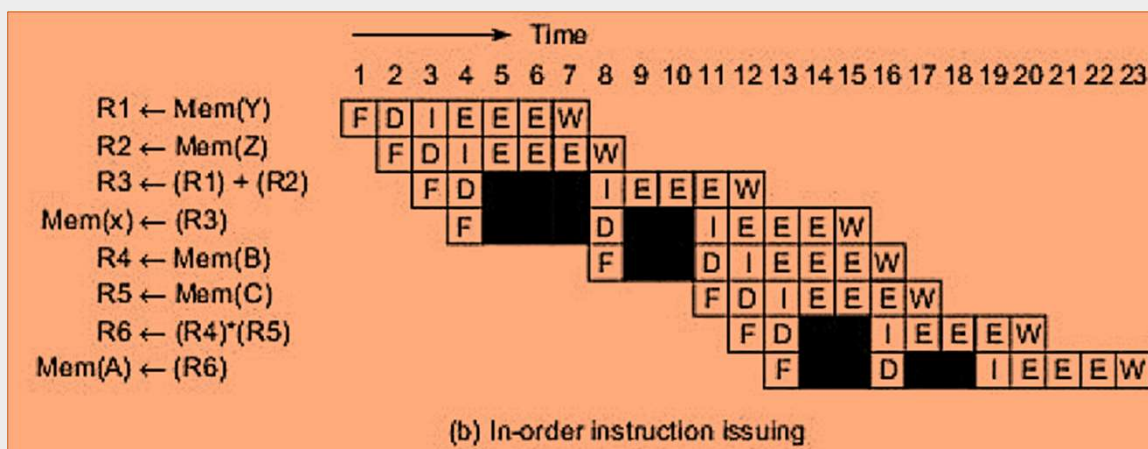 Time
1 2 3 4 5 6 7 8 9 10 11 12 13 14 15 16 17 18 19 20 21 22 23
R1 ← Mem(Y) F D I E E E W
R2 ← Mem(Z) F D I E E E W
R3 ← (R1) + (R2) F D I E E E W
Mem(x) ← (R3) F D I E E E W
R4 ← Mem(B) F D I E E E W
R5 ← Mem(C) F D I E E E W
R6 ← (R4)*(R5) F D I E E E W
Mem(A) ← (R6) F D I E E E W
(b) In-order instruction issuing